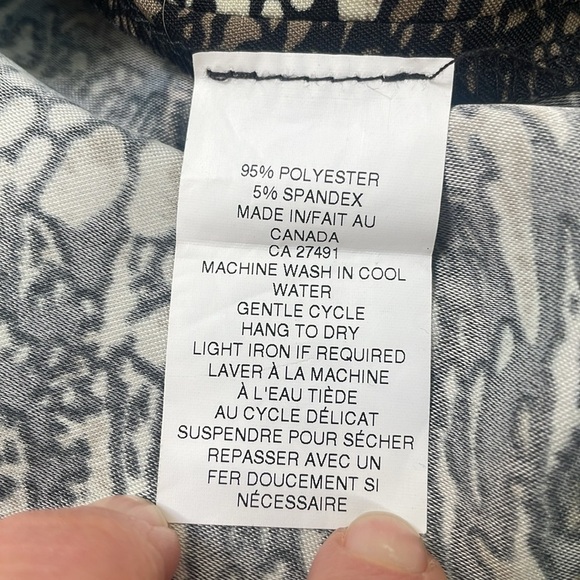 95% POLYESTER
5% SPANDEX
MADE IN/FAIT AU
CANADA
CA 27491
MACHINE WASH IN COOL
WATER
GENTLE CYCLE
HANG TO DRY
LIGHT IRON IF REQUIRED
LAVER À LA MACHINE
À L'EAU TIÈDE
AU CYCLE DÉLICAT
SUSPENDRE POUR SÉCHER
REPASSER AVEC UN
FER DOUCEMENT SI
NÉCESSAIRE